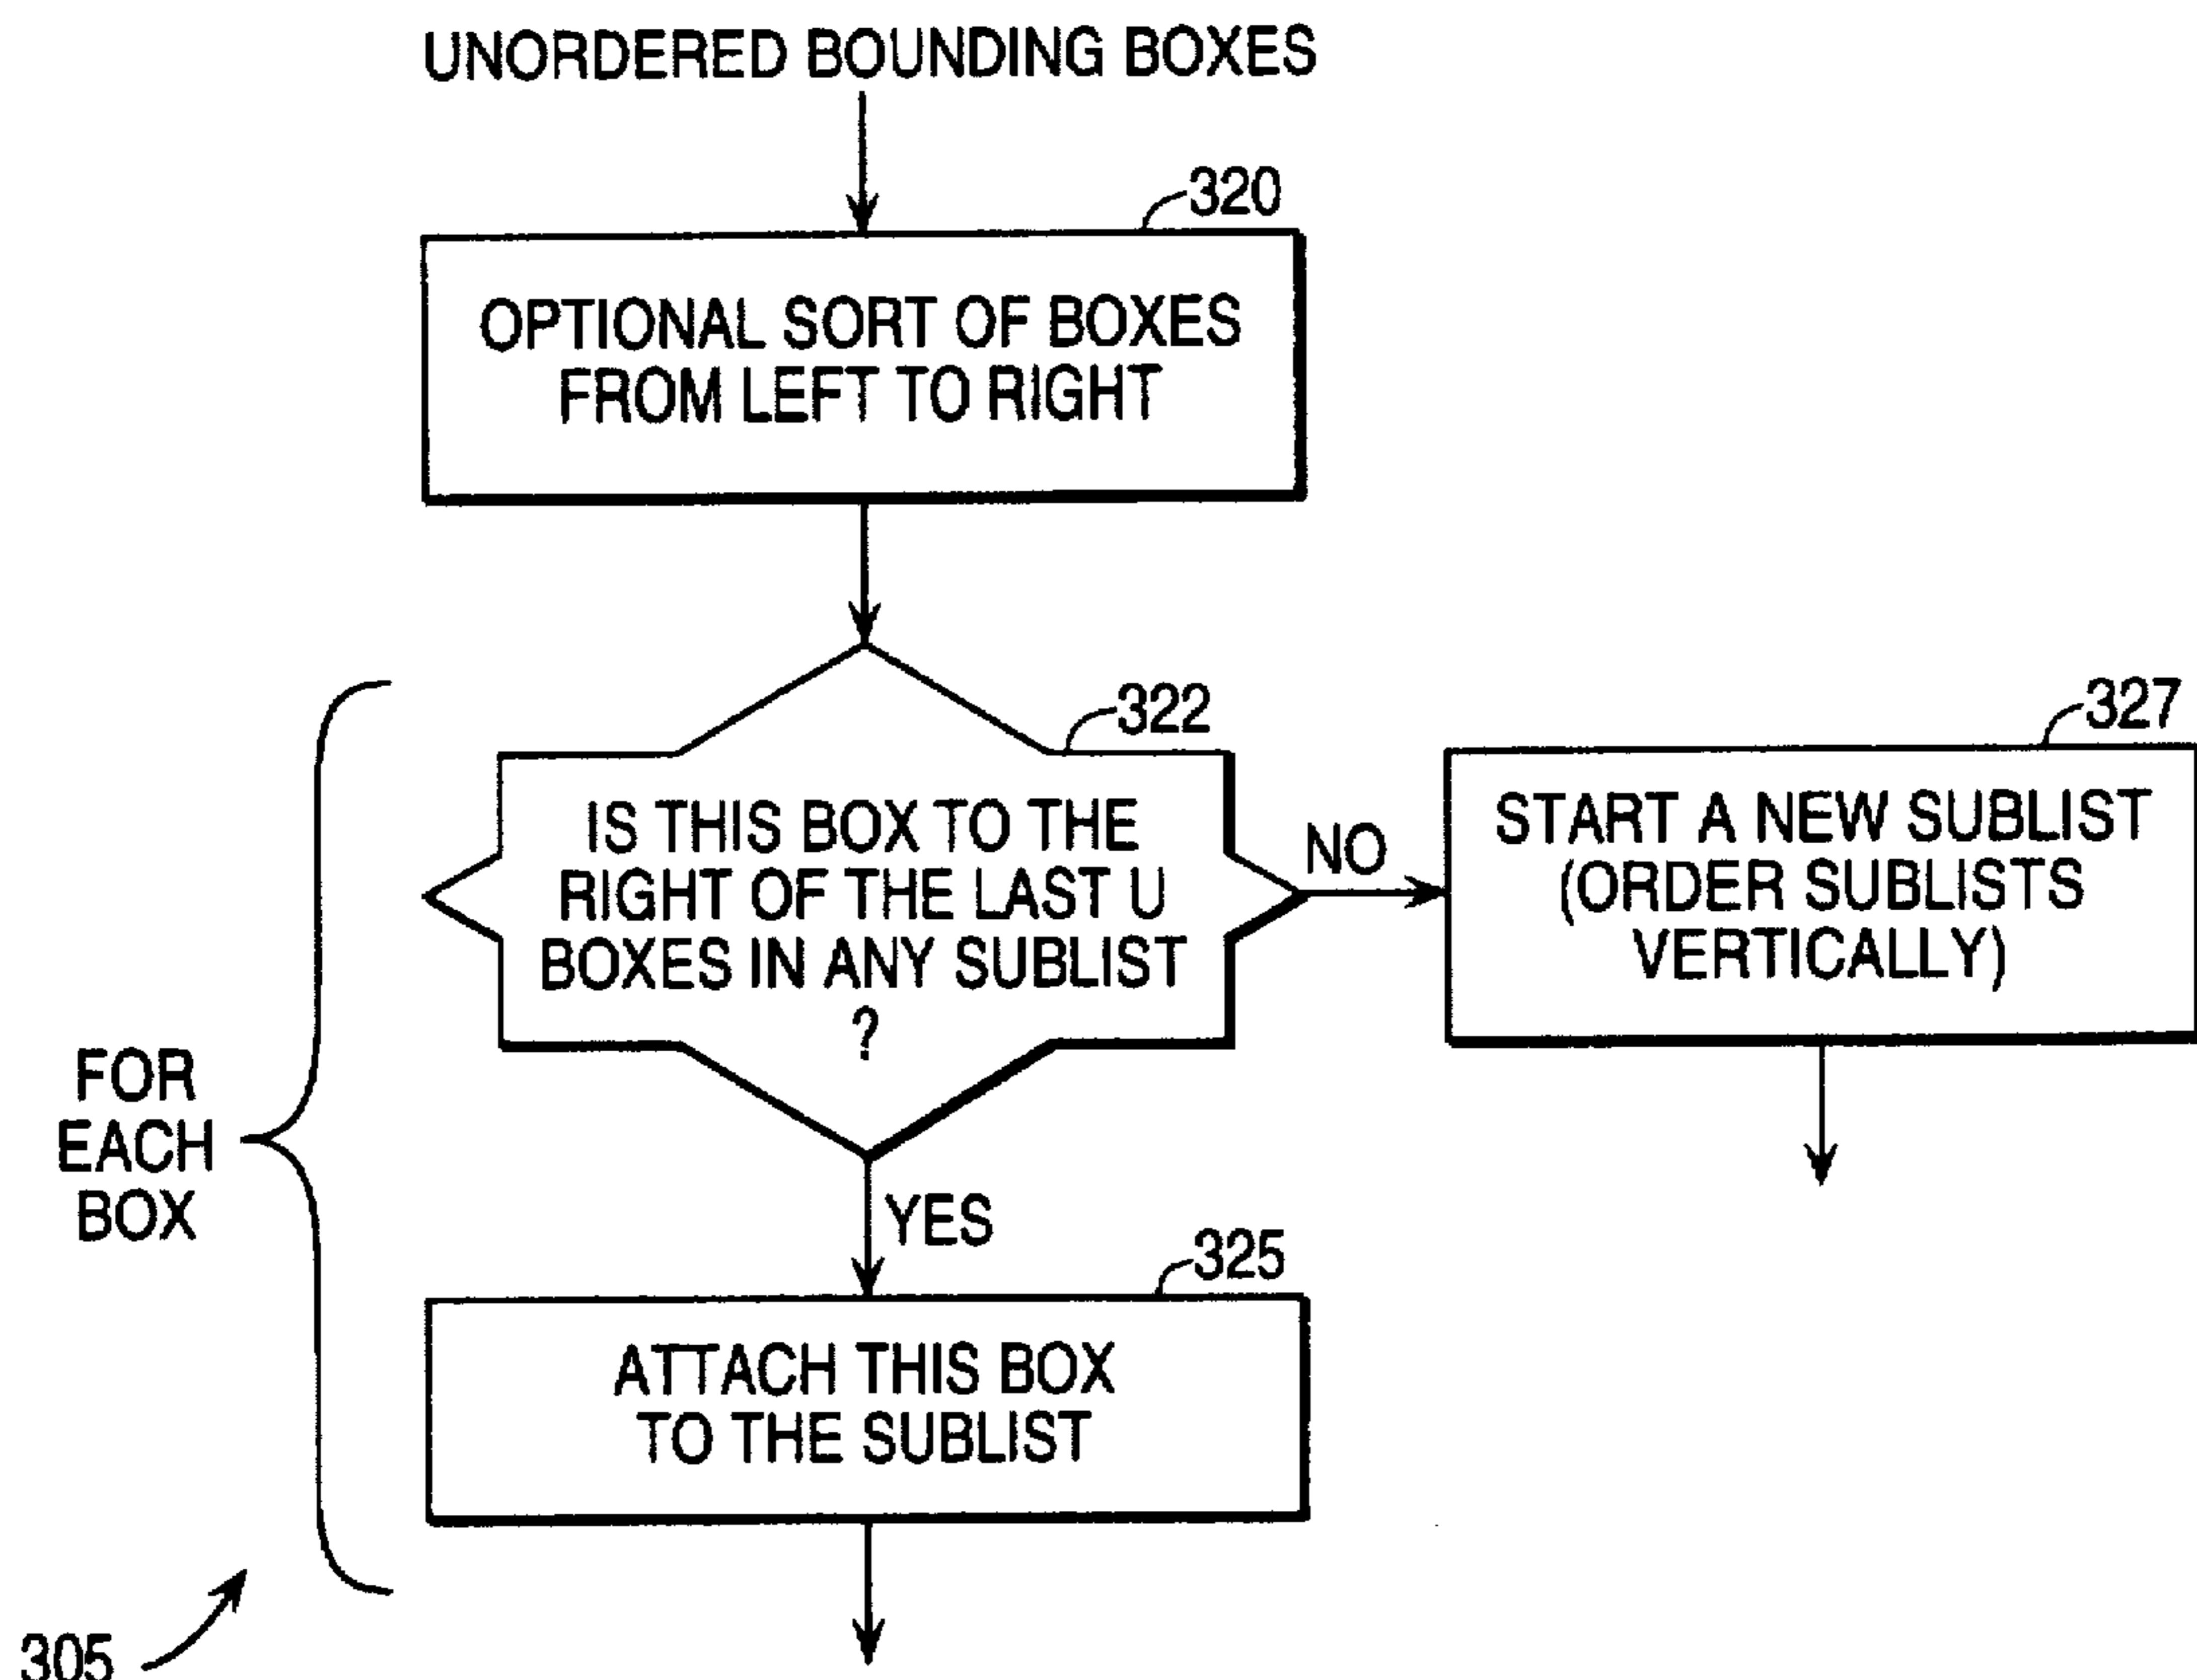 UNORDERED BOUNDING BOXES
320
OPTIONAL SORT OF BOXES
FROM LEFT TO RIGHT
322
IS THIS BOX TO THE
RIGHT OF THE LAST U
BOXES IN ANY SUBLIST
?
NO
327
START A NEW SUBLIST
(ORDER SUBLISTS
VERTICALLY)
FOR
EACH
BOX
YES
325
ATTACH THIS BOX
TO THE SUBLIST
305